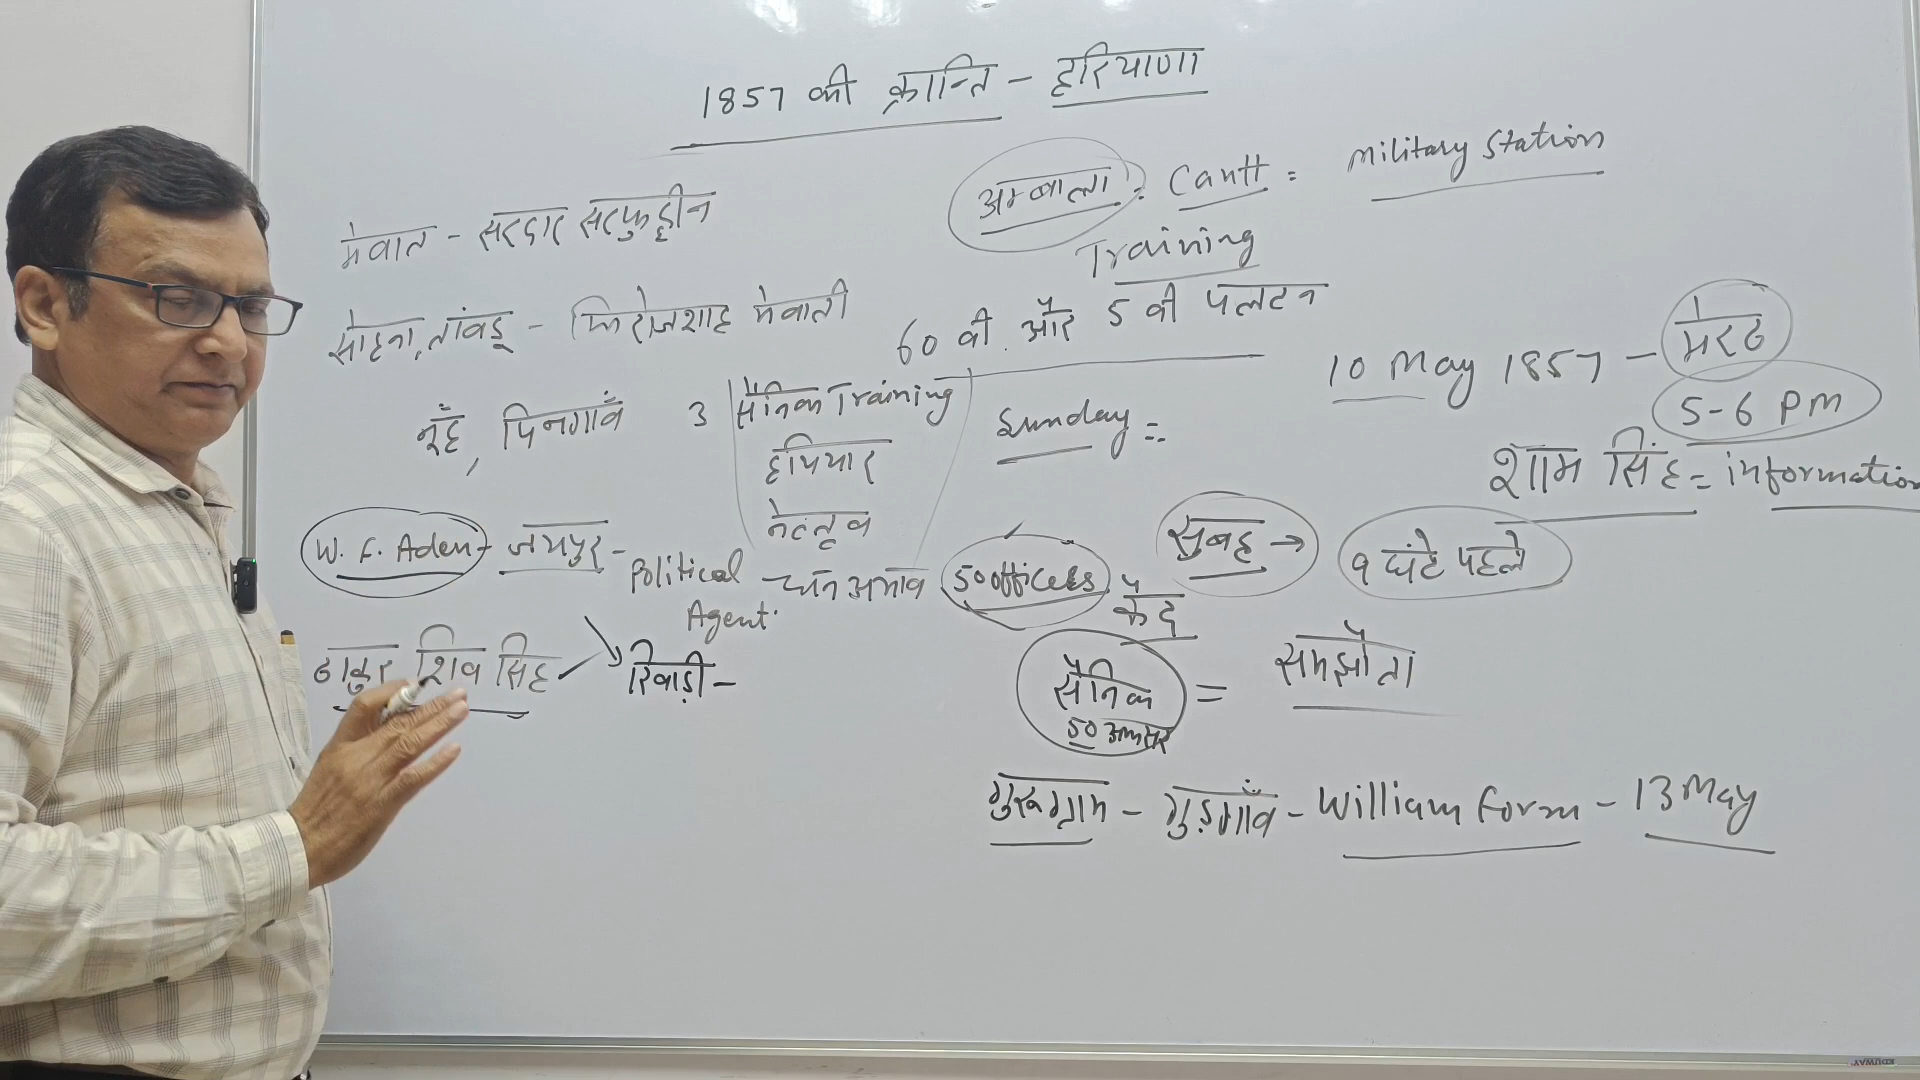 1857 की क्रान्ति - हरियाणा
मेवात - सरदार सरफुद्दीन
सोहना, तांवडू - फिरोजशाह मेवाती
नूँह, पिनगावँ
3 सैनिक Training
हथियार
नेतृत्व
W. F. Aden - जयपुर - Political Agent.
धन अभाव
ठाकुर शिव सिंह
रिवाड़ी -
अम्बाला : Cantt = Military Station
Training
60 वी और 5 वी पलटन
10 May 1857 - मेरठ
5-6 PM
Sunday =
शाम सिंह = information
सुबह → 9 घंटे पहले
50 officers कैद
सैनिक = समझौता
50 अफसर
गुरुग्राम - गुड़गाँव - William Form - 13 May
EDUWAY